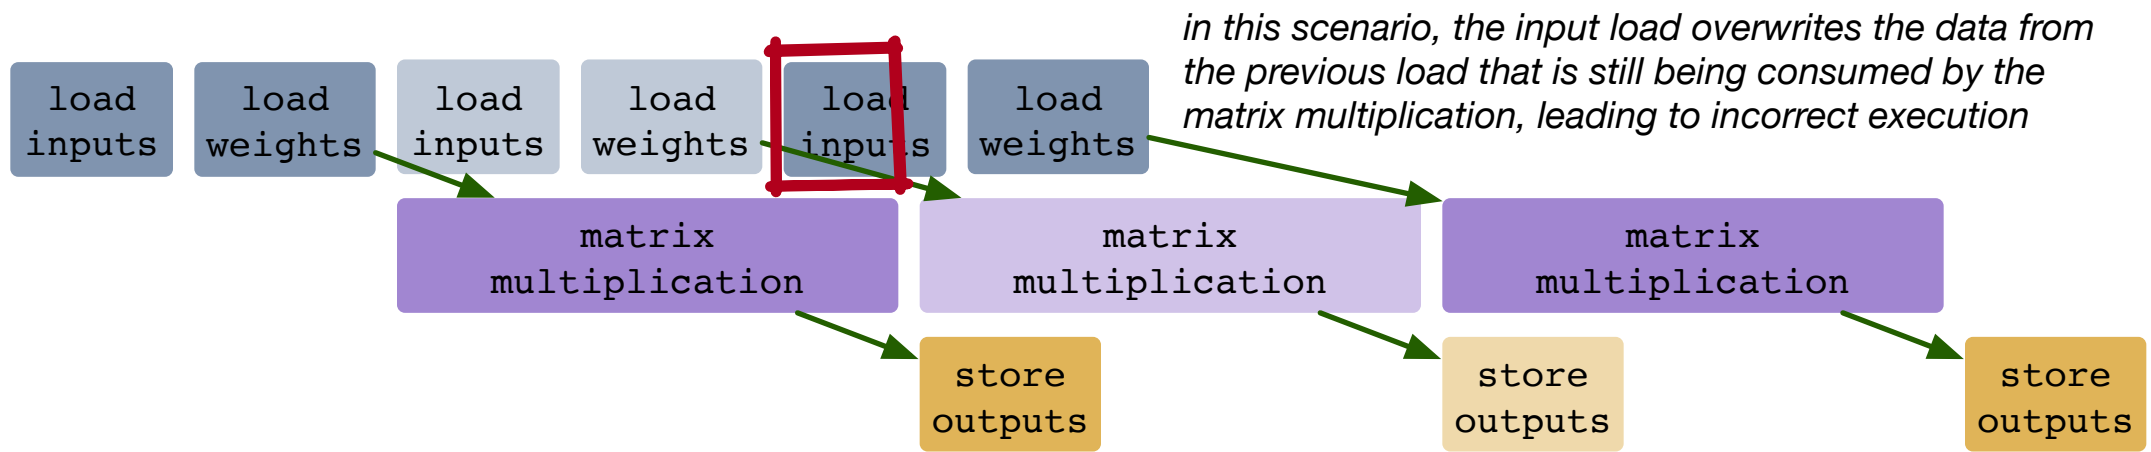 in this scenario, the input load overwrites the data from
the previous load that is still being consumed by the
matrix multiplication, leading to incorrect execution
load
inputs
load
weights
load
inputs
load
weights
load
inputs
load
weights
matrix
multiplication
matrix
multiplication
matrix
multiplication
store
outputs
store
outputs
store
outputs